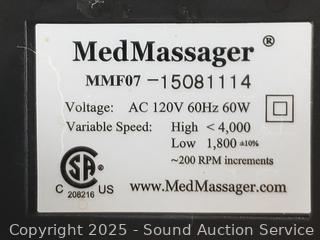 MedMassager ®
MMF07 -15081114
Voltage: AC 120V 60Hz 60W
Variable Speed: High < 4,000
Low 1,800 ±10%
~200 RPM increments
SA ®
C 208216 US
www.MedMassager.com
Copyright 2025 - Sound Auction Service